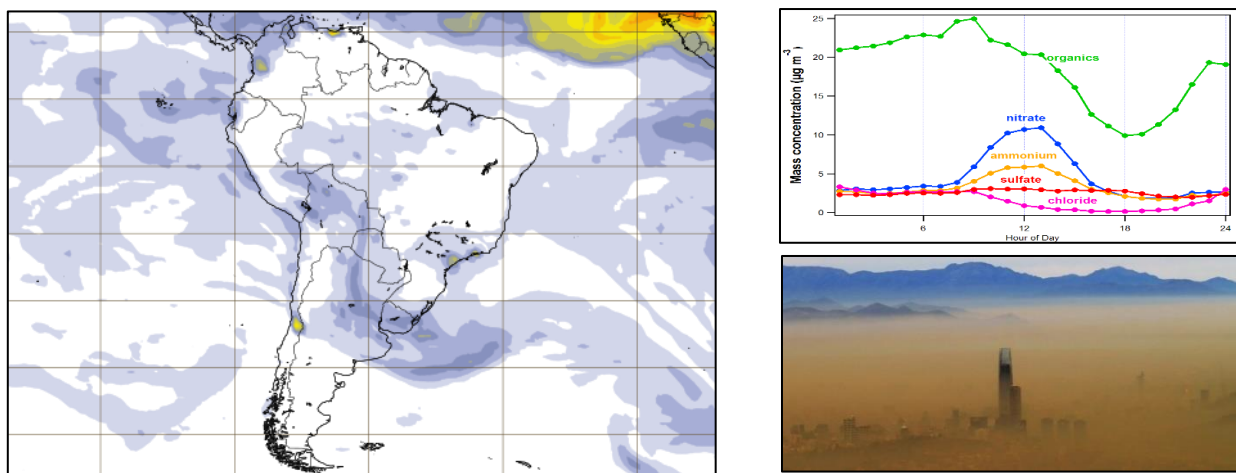 25
20
15
10
5
0
Mass concentration (µg m⁻³)
organics
nitrate
ammonium
sulfate
chloride
6
12
18
24
Hour of Day